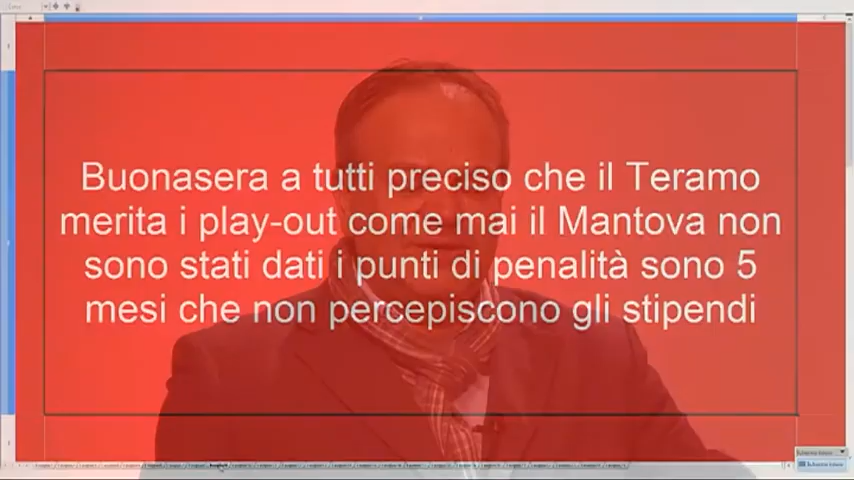 Buonasera a tutti preciso che il Teramo
merita i play-out come mai il Mantova non
sono stati dati i punti di penalità sono 5
mesi che non percepiscono gli stipendi